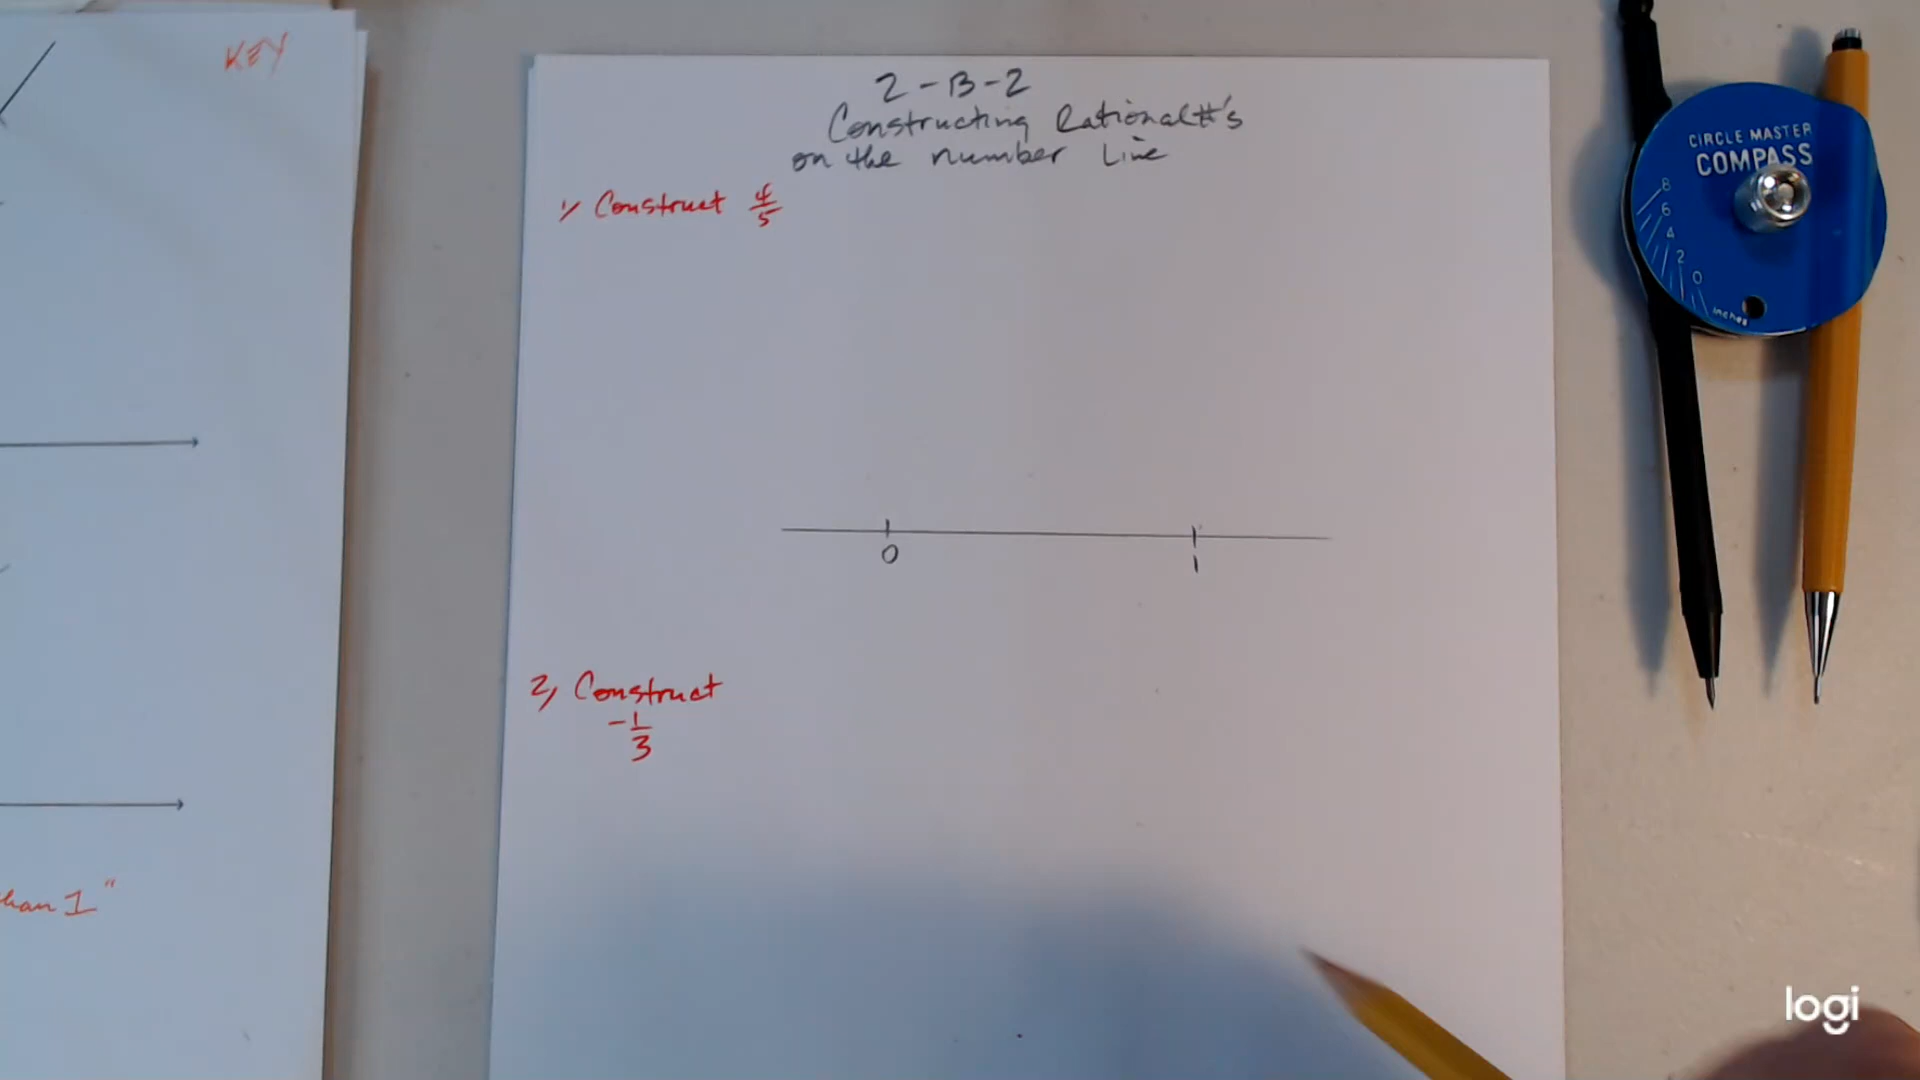 KEY
2-B-2
Constructing Rational #'s
on the number Line
1) Construct 4/5
0 1
2) Construct
-1/3
than 1"
CIRCLE MASTER
COMPASS
8
6
4
2
0
inches
logi